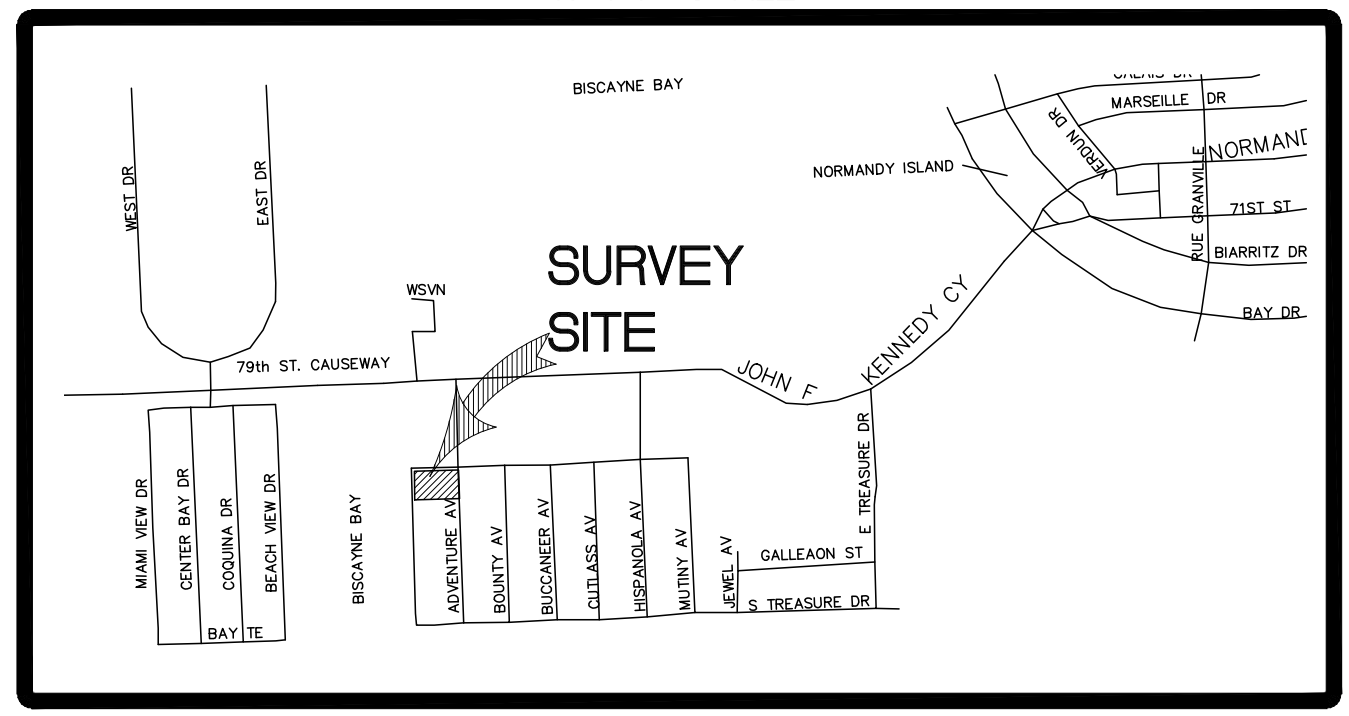 BISCAYNE BAY
CALAIS DR
MARSEILLE DR
VERDUN DR
NORMAND
NORMANDY ISLAND
WEST DR
EAST DR
RUE GRANVILLE
71ST ST
BIARRITZ DR
BAY DR
SURVEY
SITE
WSVN
79th ST. CAUSEWAY
JOHN F KENNEDY CY
MIAMI VIEW DR
CENTER BAY DR
COQUINA DR
BEACH VIEW DR
BISCAYNE BAY
ADVENTURE AV
BOUNTY AV
BUCCANEER AV
CUTLASS AV
HISPANOLA AV
MUTINY AV
JEWEL AV
E TREASURE DR
GALLEAON ST
S TREASURE DR
BAY TE